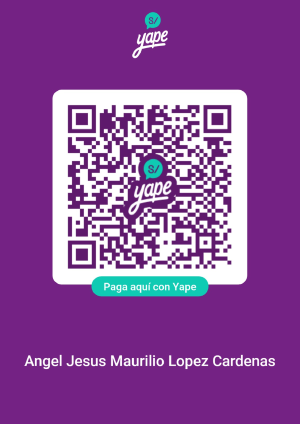 S/
yape
S/
yape
Paga aquí con Yape
Angel Jesus Maurilio Lopez Cardenas